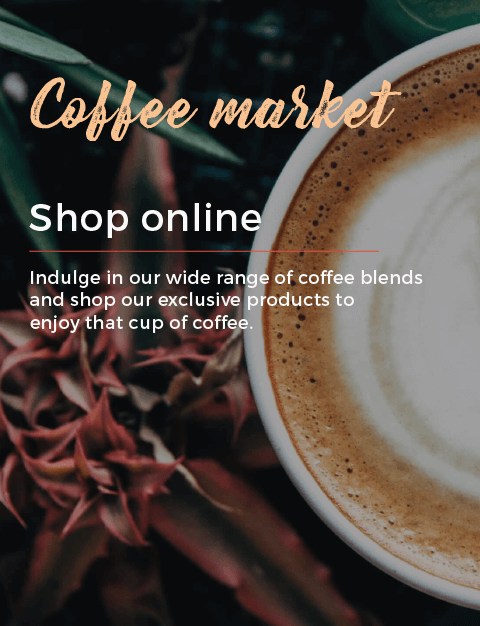 Coffee market
Shop online
Indulge in our wide range of coffee blends
and shop our exclusive products to
enjoy that cup of coffee.